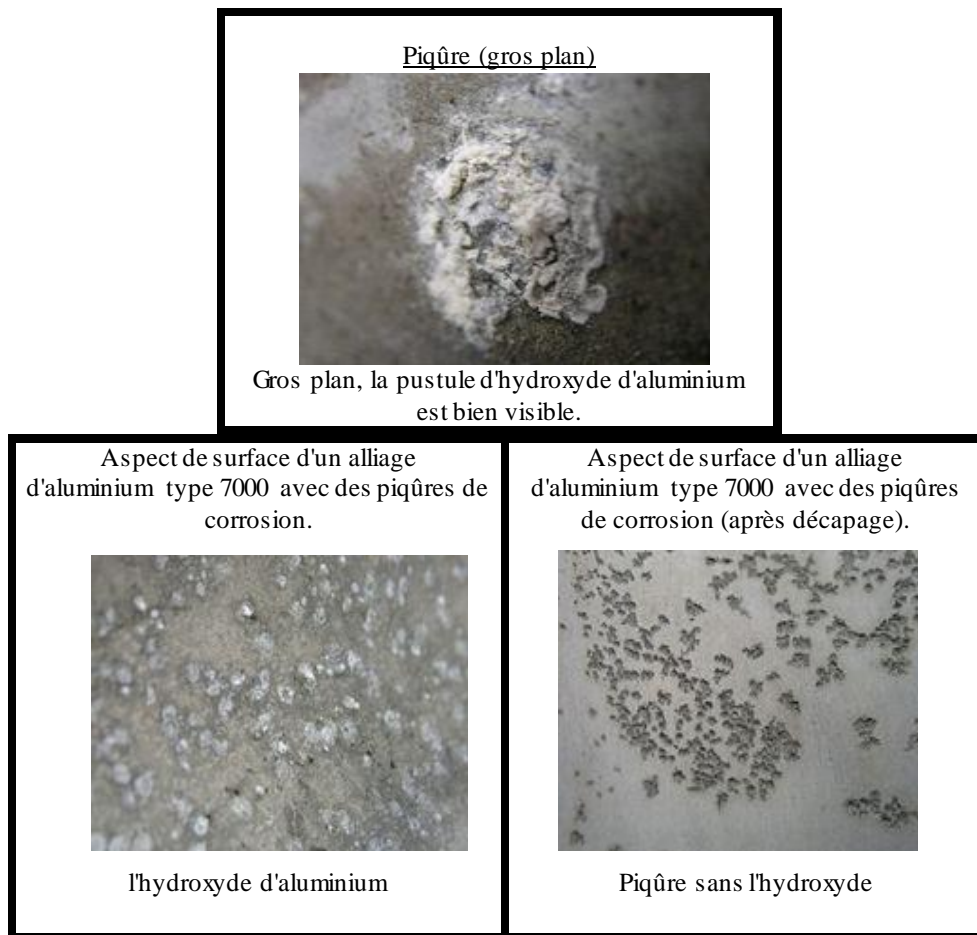 Piqûre (gros plan)
Gros plan, la pustule d'hydroxyde d'aluminium
est bien visible.
Aspect de surface d'un alliage
d'aluminium type 7000 avec des piqûres de
corrosion.
l'hydroxyde d'aluminium
Aspect de surface d'un alliage
d'aluminium type 7000 avec des piqûres
de corrosion (après décapage).
Piqûre sans l'hydroxyde